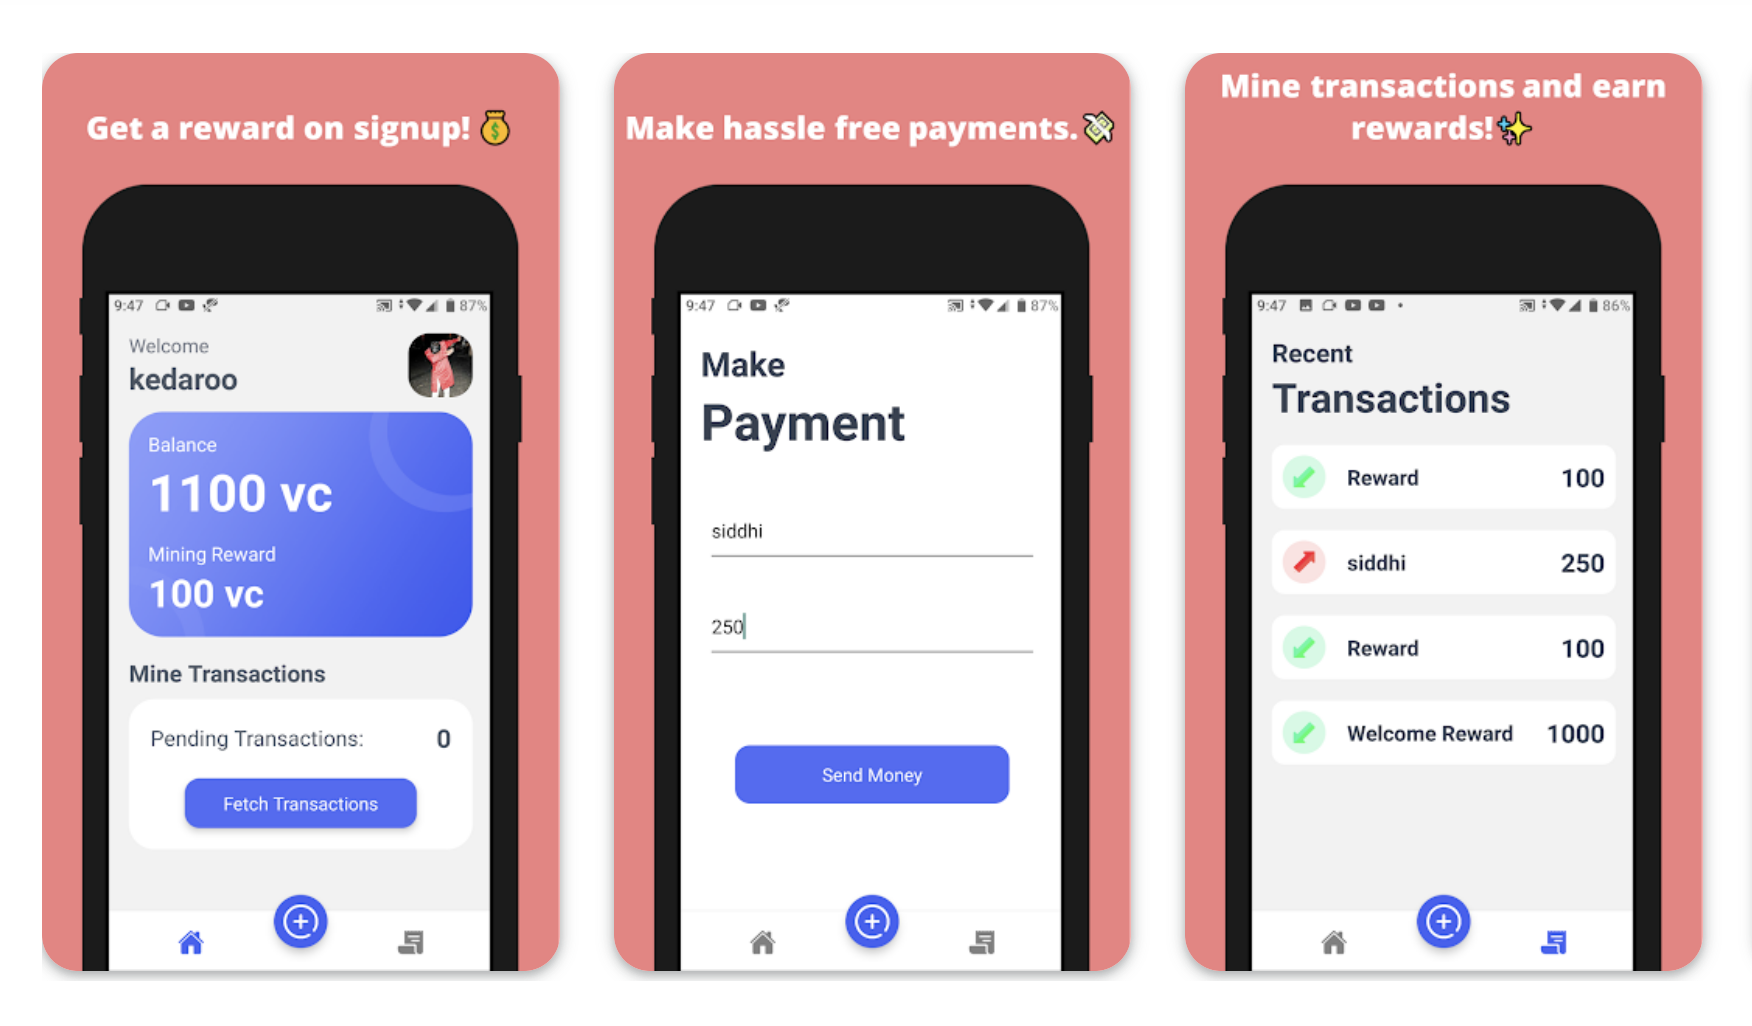 Get a reward on signup!
9:47
87%
Welcome
kedaroo
Balance
1100 vc
Mining Reward
100 vc
Mine Transactions
Pending Transactions: 0
Fetch Transactions
Make hassle free payments.
9:47
87%
Make
Payment
siddhi
250
Send Money
Mine transactions and earn
rewards!
9:47
86%
Recent
Transactions
Reward 100
siddhi 250
Reward 100
Welcome Reward 1000